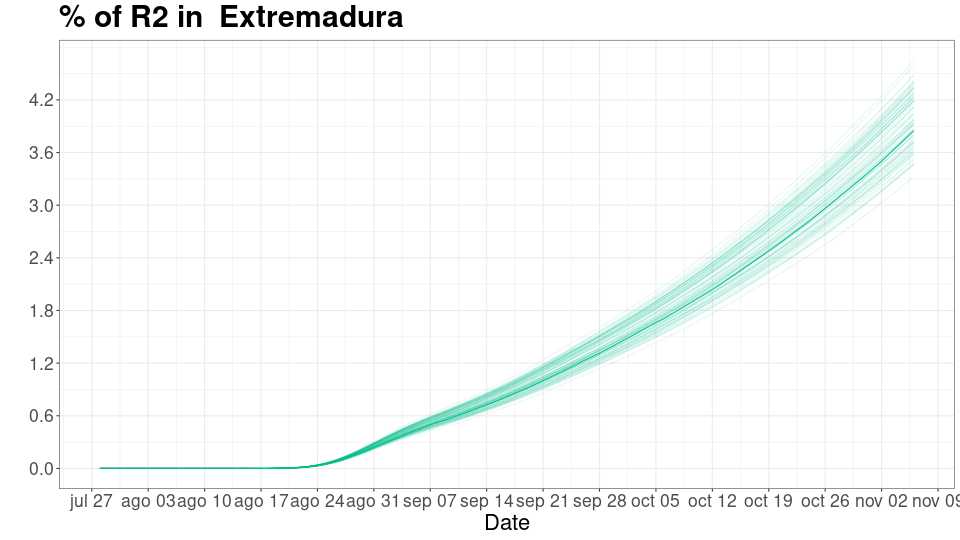 % of R2 in  Extremadura
4.2
3.6
3.0
2.4
1.8
1.2
0.6
0.0
jul 27 ago 03 ago 10 ago 17 ago 24 ago 31 sep 07 sep 14 sep 21 sep 28 oct 05 oct 12 oct 19 oct 26 nov 02 nov 09
Date